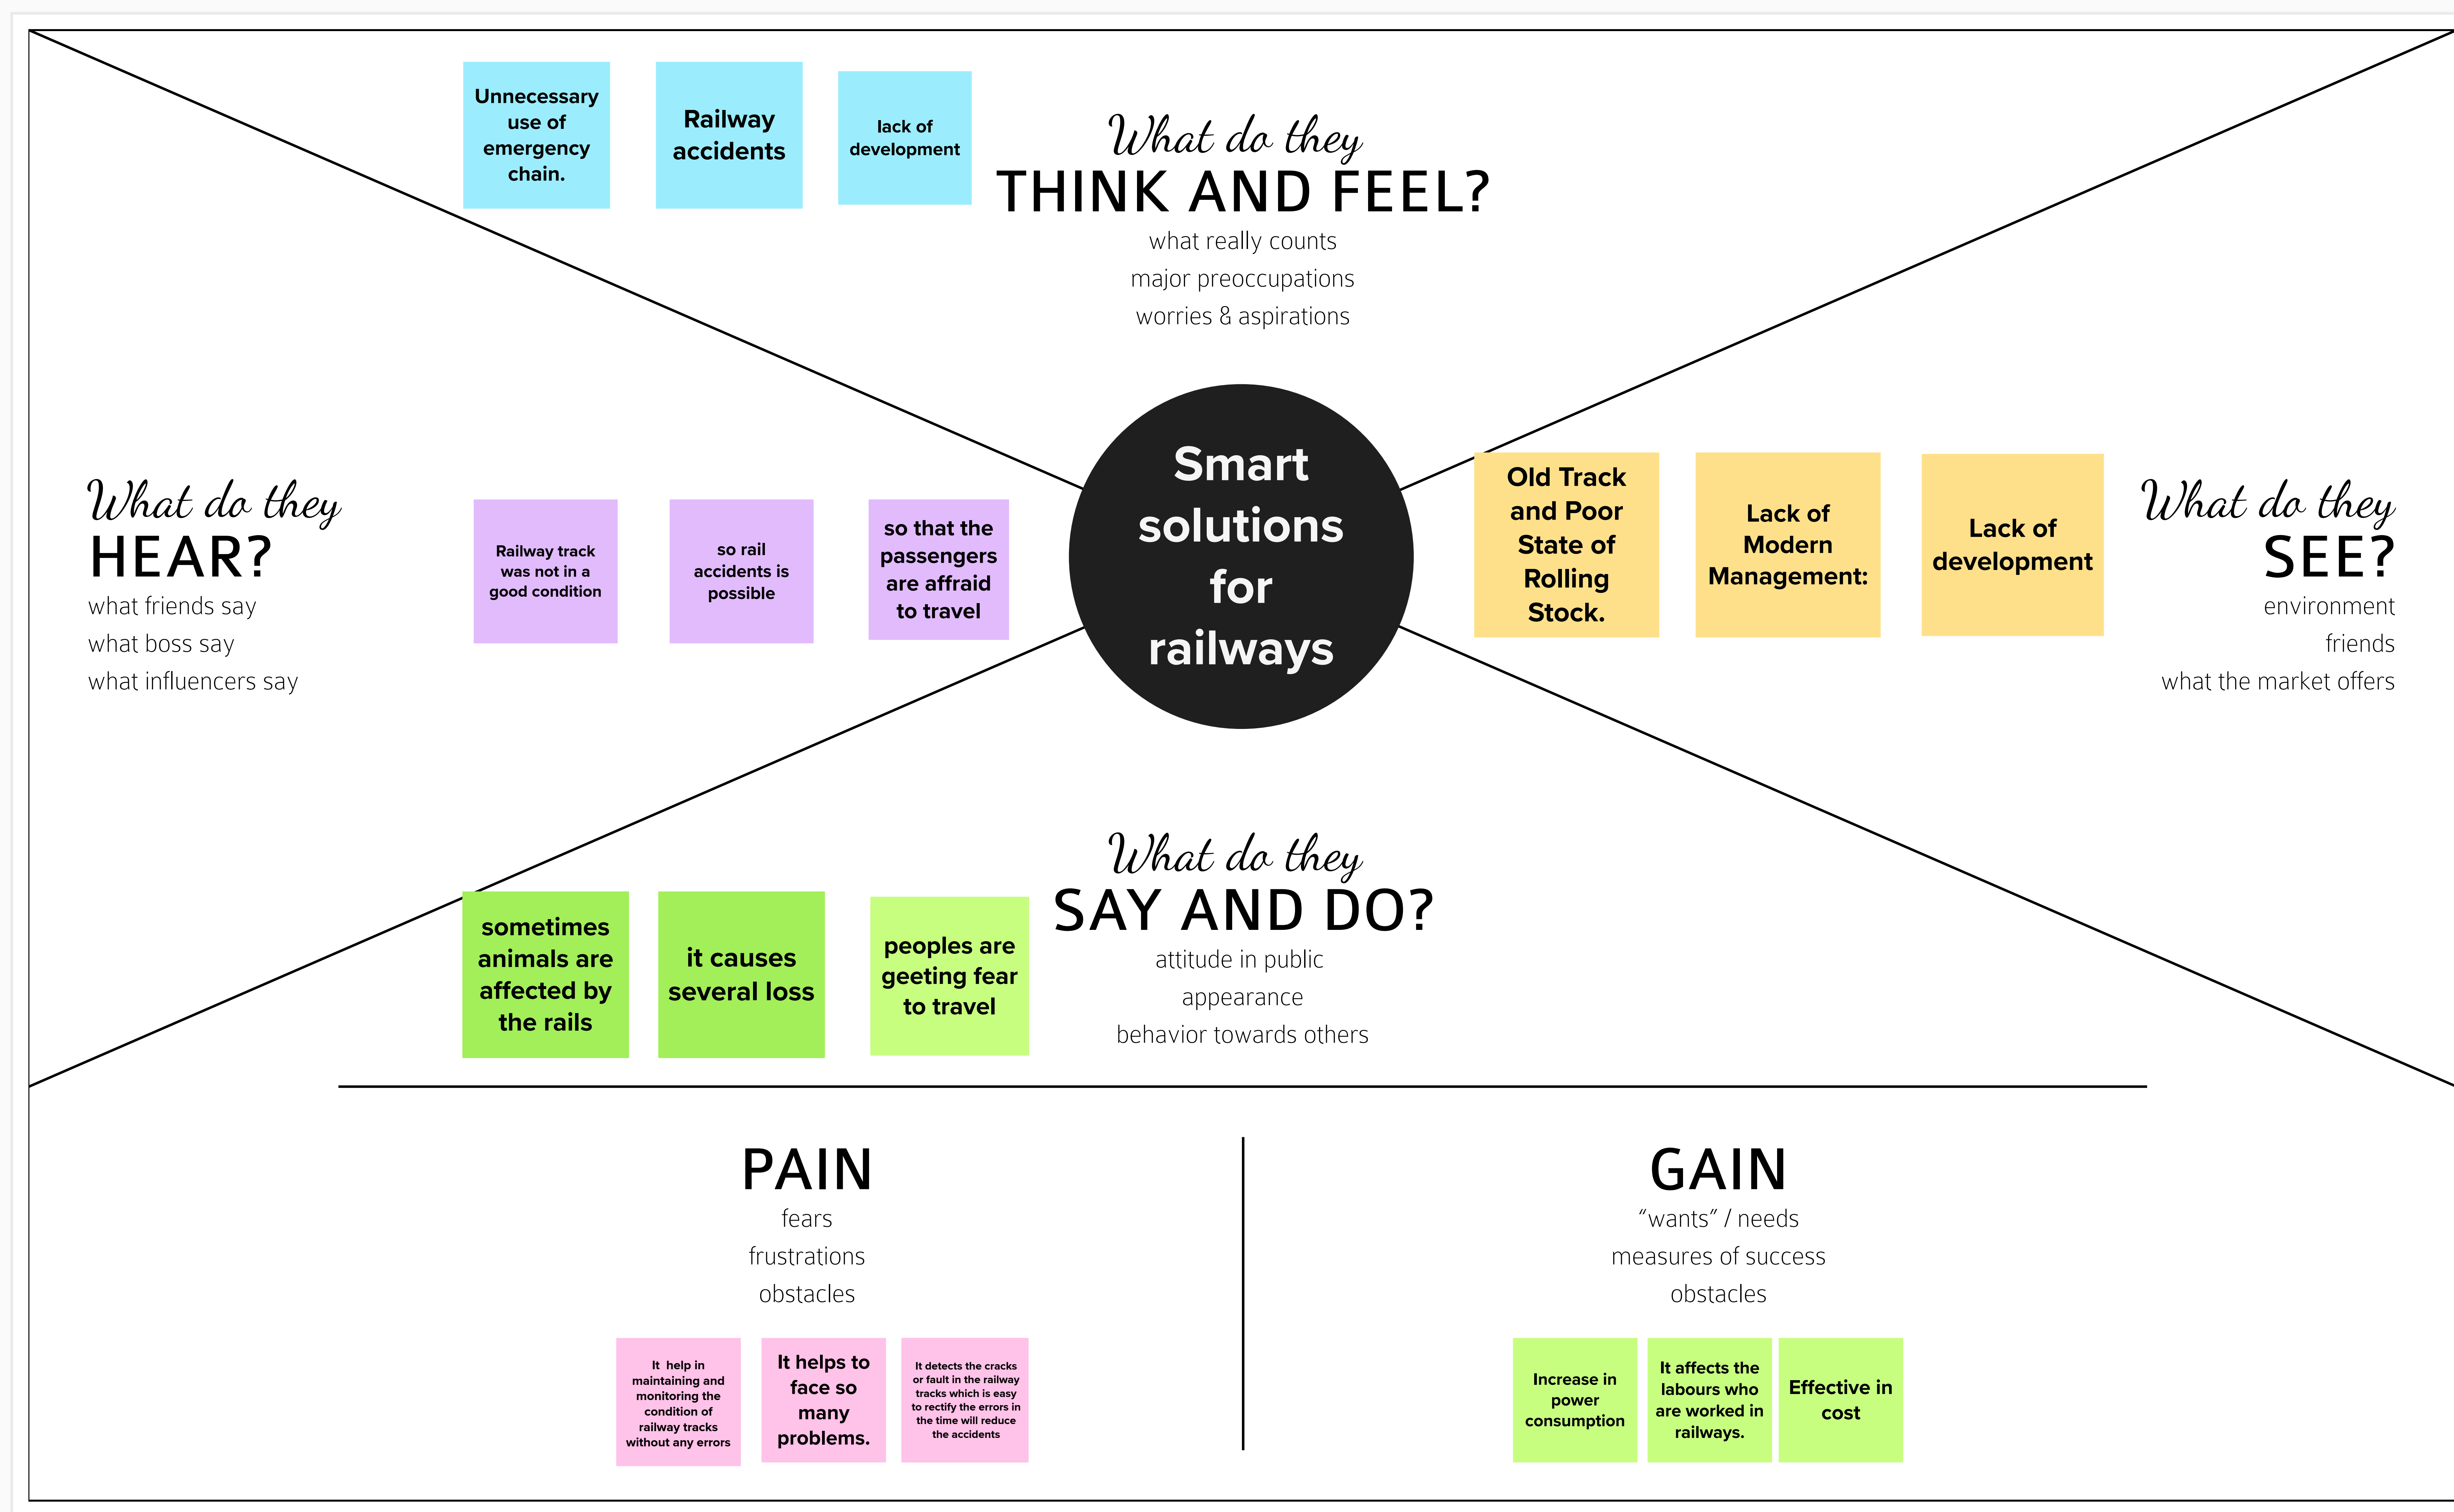 Unnecessary
use of
emergency
chain.
Railway
accidents
lack of
development
What do they
THINK AND FEEL?
what really counts
major preoccupations
worries & aspirations
What do they
HEAR?
what friends say
what boss say
what influencers say
Railway track
was not in a
good condition
so rail
accidents is
possible
so that the
passengers
are affraid
to travel
Smart
solutions
for
railways
Old Track
and Poor
State of
Rolling
Stock.
Lack of
Modern
Management:
Lack of
development
What do they
SEE?
environment
friends
what the market offers
sometimes
animals are
affected by
the rails
it causes
several loss
peoples are
geeting fear
to travel
What do they
SAY AND DO?
attitude in public
appearance
behavior towards others
PAIN
fears
frustrations
obstacles
It help in
maintaining and
monitoring the
condition of
railway tracks
without any errors
It helps to
face so
many
problems.
It detects the cracks
or fault in the railway
tracks which is easy
to rectify the errors in
the time will reduce
the accidents
GAIN
“wants” / needs
measures of success
obstacles
Increase in
power
consumption
It affects the
labours who
are worked in
railways.
Effective in
cost